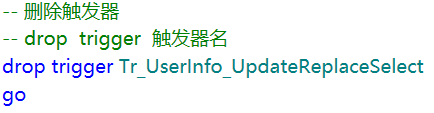 -- 删除触发器
-- drop  trigger  触发器名
drop trigger Tr_UserInfo_UpdateReplaceSelect
go